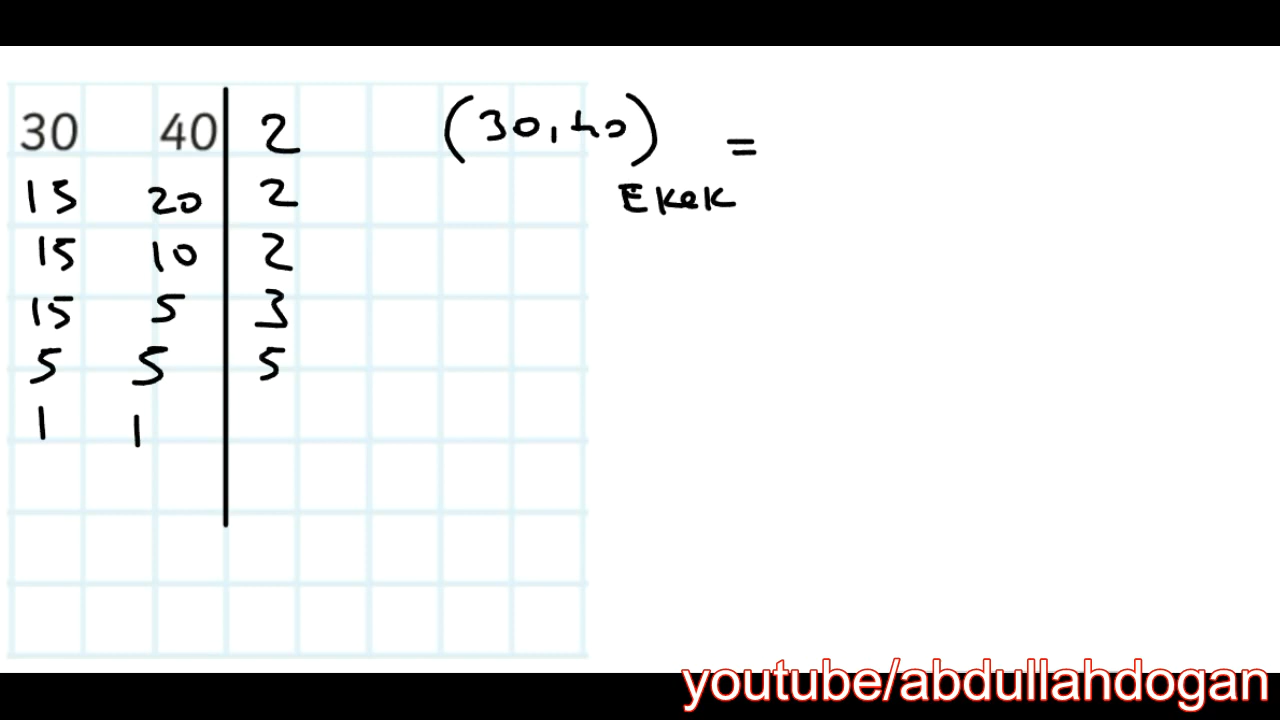 30 40 2 (30, 40) =
EKOK
15 20 2
15 10 2
15 5 3
5 5 5
1 1
youtube/abdullahdogan